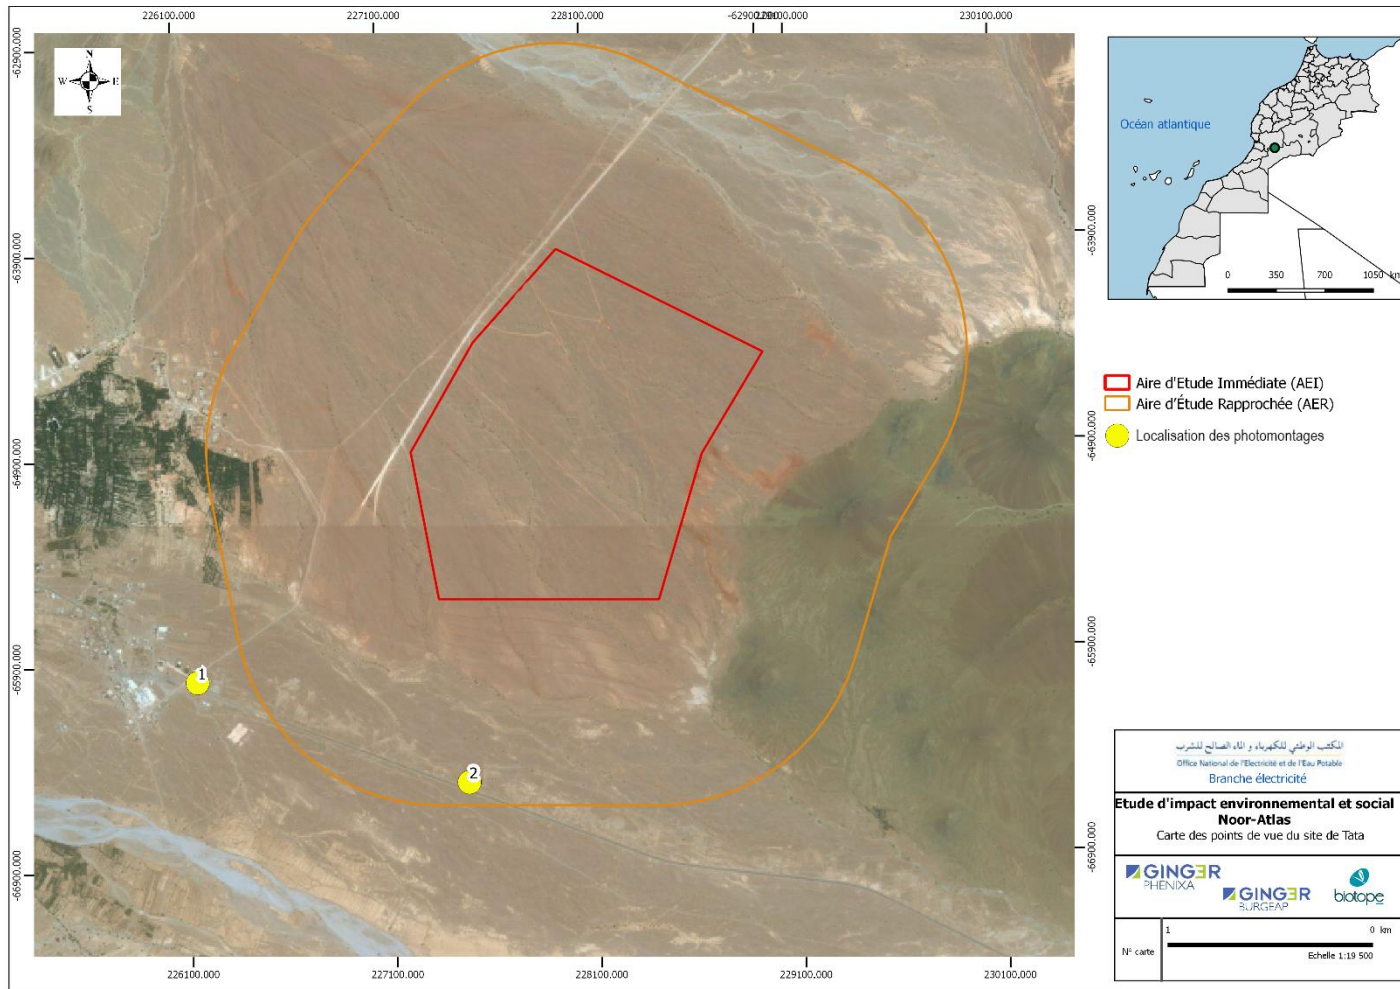 226100.000
227100.000
228100.000
-62900.000
230100.000
-62900.000
-63900.000
-64900.000
-65900.000
-66900.000
N
W
E
S
1
2
-63900.000
-64900.000
-65900.000
-66900.000
226100.000
227100.000
228100.000
229100.000
230100.000
Océan atlantique
0 350 700 1050 km
Aire d'Etude Immédiate (AEI)
Aire d'Étude Rapprochée (AER)
Localisation des photomontages
المكتب الوطني للكهرباء و الماء الصالح للشرب
Office National de l'Electricité et de l'Eau Potable
Branche électricité
Etude d'impact environnemental et social
Noor-Atlas
Carte des points de vue du site de Tata
GINGER
PHENIXA
GINGER
BURGEAP
biotope
N° carte
1 0 km
Echelle 1:19 500